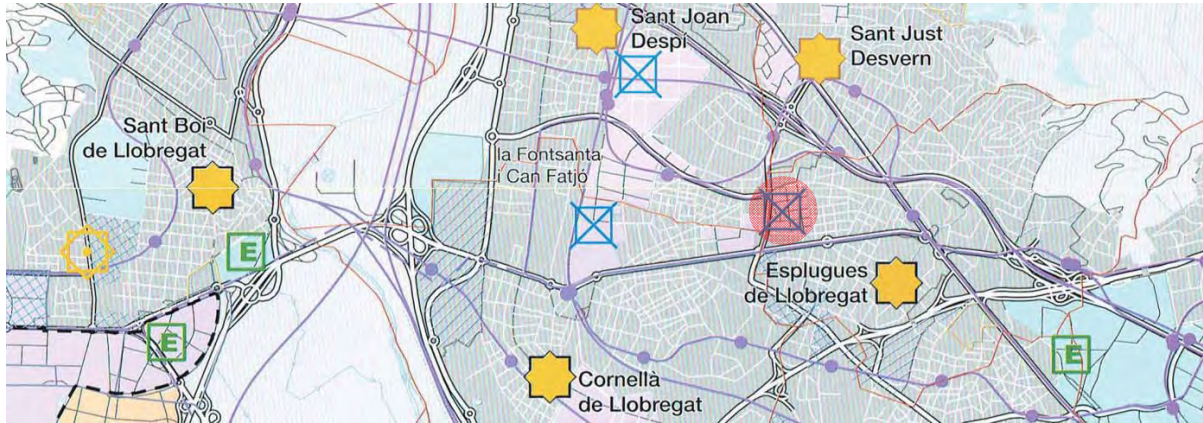 Sant Joan
Despí
Sant Just
Desvern
Sant Boi
de Llobregat
la Fontsanta
i Can Fatjó
E
Esplugues
de Llobregat
E
E
Cornellà
de Llobregat